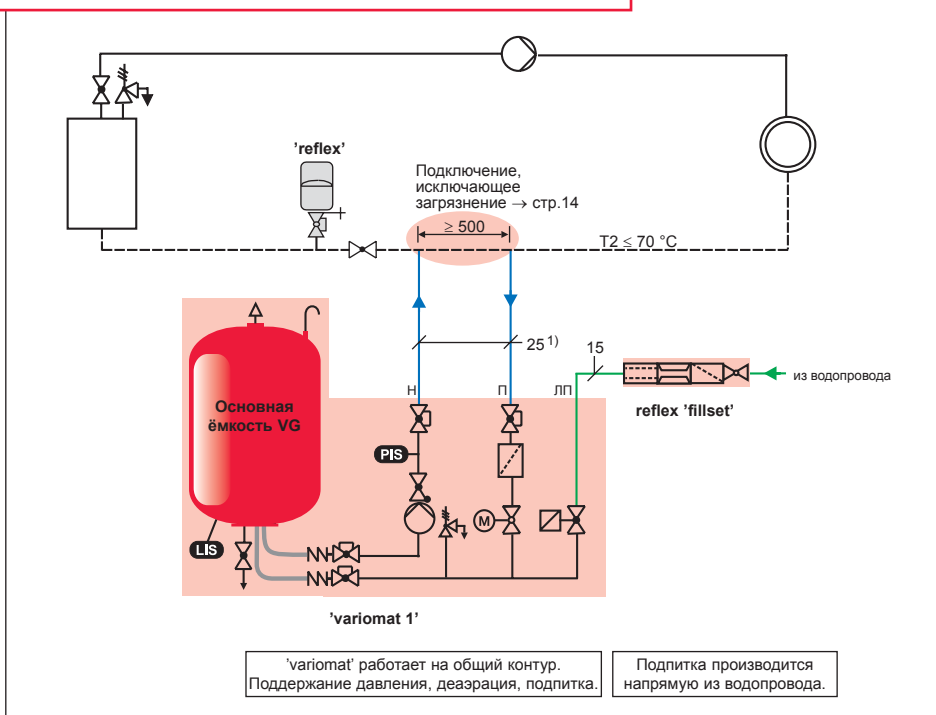 ’reflex’
Подключение,
исключающее
загрязнение → стр.14
≥ 500
T2 ≤ 70 °C
25 1)
15
Н
П
ЛП
из водопровода
reflex ’fillset’
Основная
ёмкость VG
PIS
M
LIS
’variomat 1’
’variomat’ работает на общий контур.
Поддержание давления, деаэрация, подпитка.
Подпитка производится
напрямую из водопровода.